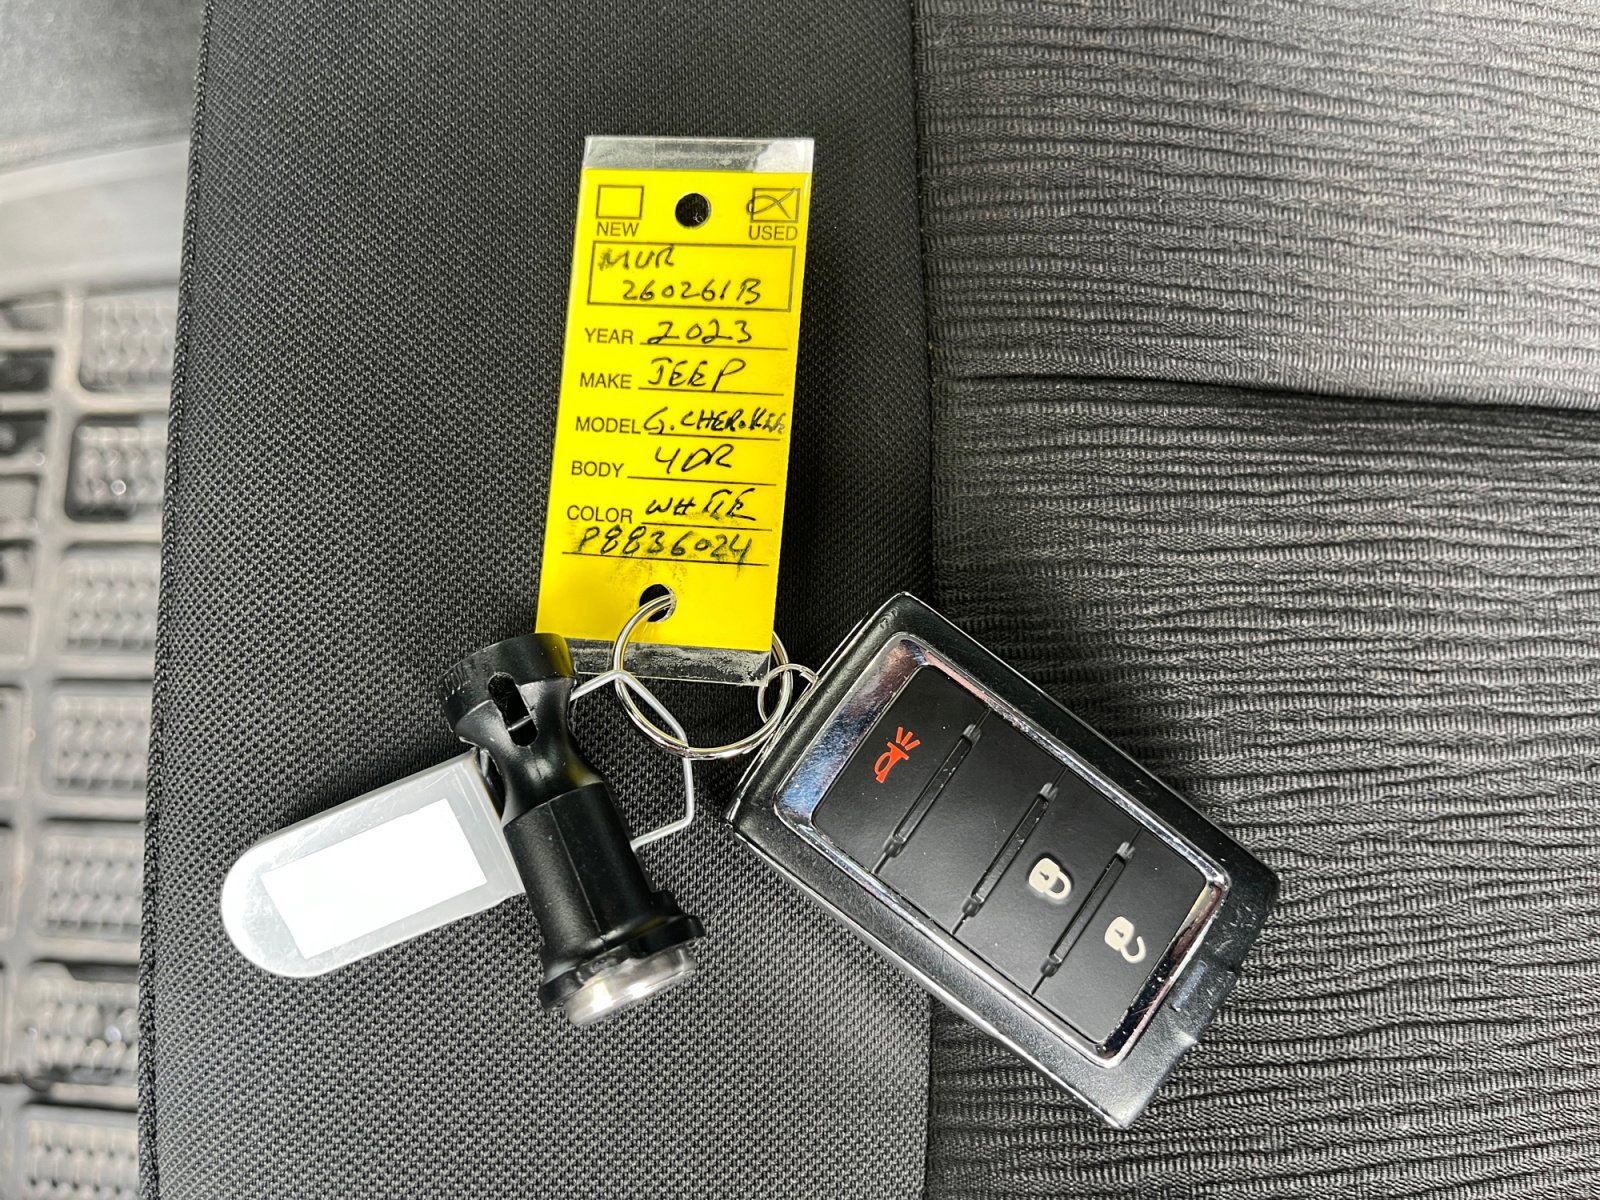 NEW USED
MUR
260261B
YEAR 2023
MAKE JEEP
MODEL G. CHEROKEE
BODY 4DR
COLOR WHITE
P8836024